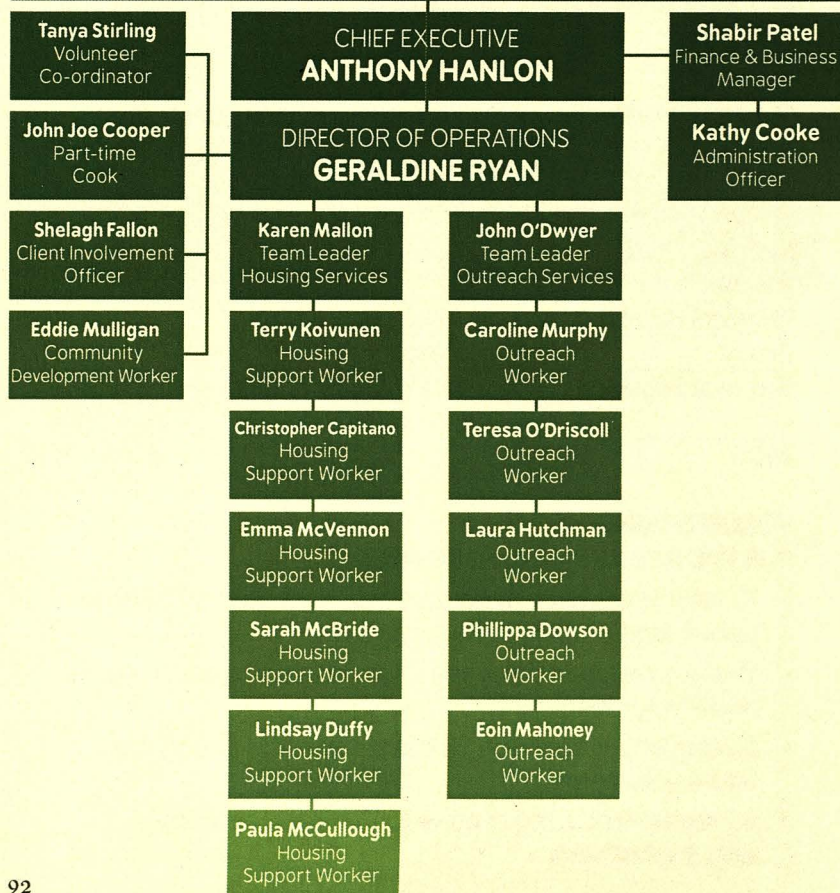 Tanya Stirling
Volunteer
Co-ordinator
CHIEF EXECUTIVE
ANTHONY HANLON
Shabir Patel
Finance & Business
Manager
John Joe Cooper
Part-time
Cook
DIRECTOR OF OPERATIONS
GERALDINE RYAN
Kathy Cooke
Administration
Officer
Shelagh Fallon
Client Involvement
Officer
Karen Mallon
Team Leader
Housing Services
John O'Dwyer
Team Leader
Outreach Services
Eddie Mulligan
Community
Development Worker
Terry Koivunen
Housing
Support Worker
Caroline Murphy
Outreach
Worker
Christopher Capitano
Housing
Support Worker
Teresa O'Driscoll
Outreach
Worker
Emma McVennon
Housing
Support Worker
Laura Hutchman
Outreach
Worker
Sarah McBride
Housing
Support Worker
Phillippa Dowson
Outreach
Worker
Lindsay Duffy
Housing
Support Worker
Eoin Mahoney
Outreach
Worker
Paula McCullough
Housing
Support Worker
92